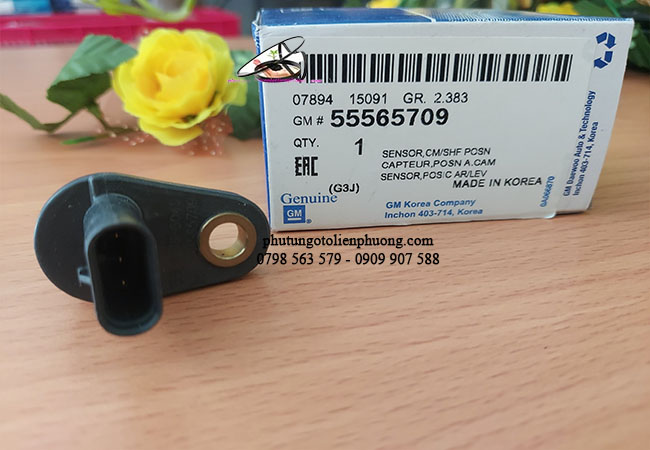 07894 15091 GR. 2.383
GM # 55565709
QTY. 1
SENSOR,CM/SHF POSN
CAPTEUR,POSN A.CAM
SENSOR,POS/C AR/LEV
EAC
(G3J)
MADE IN KOREA
Genuine
GM
GM Korea Company
Inchon 403-714, Korea
GM Daewoo Auto & Technology
Inchon 403-714, Korea
phutungotolienphuong.com
0798 563 579 - 0909 907 588